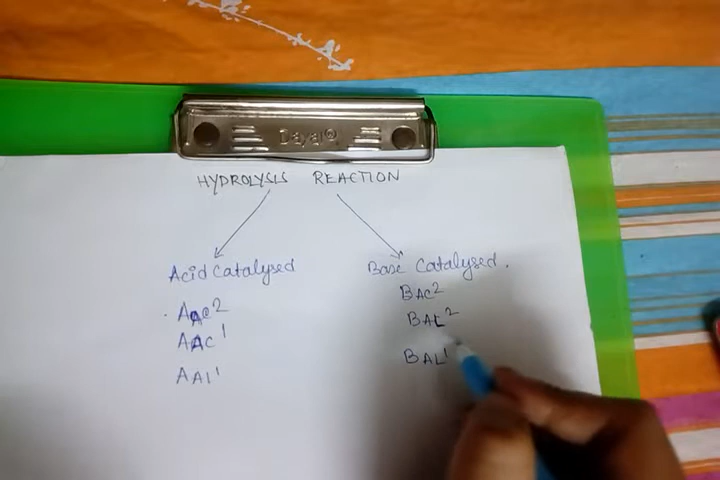 Dayal®
HYDROLYSIS REACTION
Acid Catalysed
Base Catalysed.
AAC2
AAC1
AAl1
BAC2
BAL2
BAL1